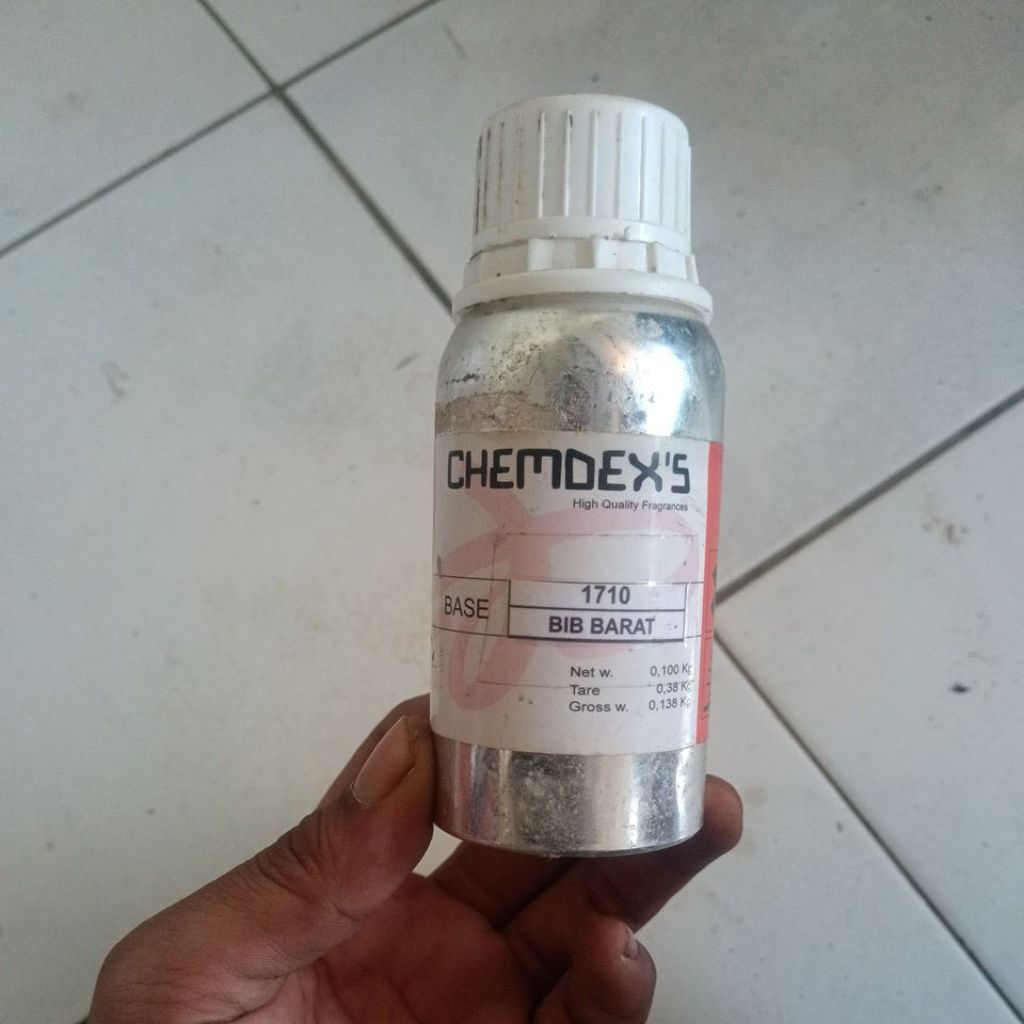 CHEMDEX'S
High Quality Fragrances
BASE
1710
BIB BARAT
Net w. 0,100 Kg
Tare 0,38 Kg
Gross w. 0,138 Kg